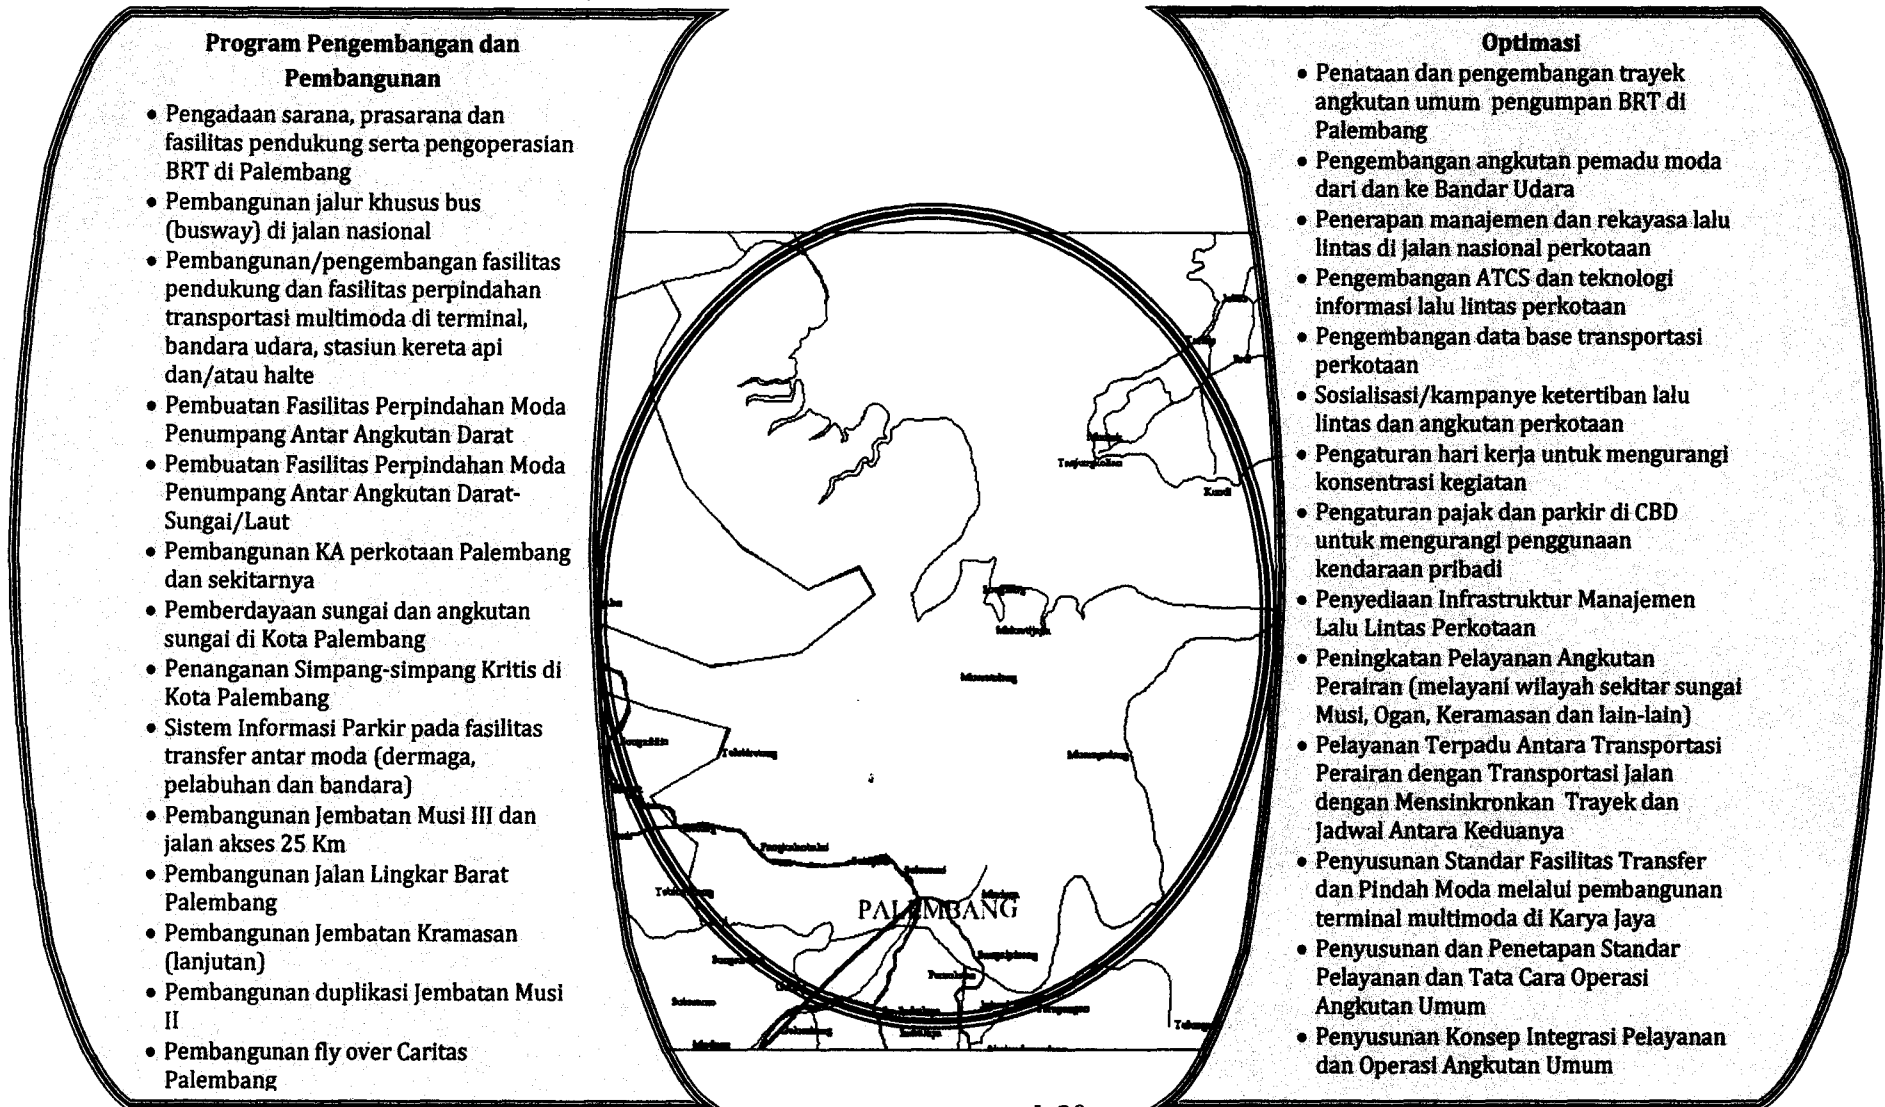 Program Pengembangan dan
Pembangunan
• Pengadaan sarana, prasarana dan
fasilitas pendukung serta pengoperasian
BRT di Palembang
• Pembangunan jalur khusus bus
(busway) di jalan nasional
• Pembangunan/pengembangan fasilitas
pendukung dan fasilitas perpindahan
transportasi multimoda di terminal,
bandara udara, stasiun kereta api
dan/atau halte
• Pembuatan Fasilitas Perpindahan Moda
Penumpang Antar Angkutan Darat
• Pembuatan Fasilitas Perpindahan Moda
Penumpang Antar Angkutan Darat-
Sungai/Laut
• Pembangunan KA perkotaan Palembang
dan sekitarnya
• Pemberdayaan sungai dan angkutan
sungai di Kota Palembang
• Penanganan Simpang-simpang Kritis di
Kota Palembang
• Sistem Informasi Parkir pada fasilitas
transfer antar moda (dermaga,
pelabuhan dan bandara)
• Pembangunan Jembatan Musi III dan
jalan akses 25 Km
• Pembangunan Jalan Lingkar Barat
Palembang
• Pembangunan Jembatan Kramasan
(lanjutan)
• Pembangunan duplikasi Jembatan Musi
II
• Pembangunan fly over Caritas
Palembang
PALEMBANG
Optimasi
• Penataan dan pengembangan trayek
angkutan umum pengumpan BRT di
Palembang
• Pengembangan angkutan pemadu moda
dari dan ke Bandar Udara
• Penerapan manajemen dan rekayasa lalu
lintas di jalan nasional perkotaan
• Pengembangan ATCS dan teknologi
informasi lalu lintas perkotaan
• Pengembangan data base transportasi
perkotaan
• Sosialisasi/kampanye ketertiban lalu
lintas dan angkutan perkotaan
• Pengaturan hari kerja untuk mengurangi
konsentrasi kegiatan
• Pengaturan pajak dan parkir di CBD
untuk mengurangi penggunaan
kendaraan pribadi
• Penyediaan Infrastruktur Manajemen
Lalu Lintas Perkotaan
• Peningkatan Pelayanan Angkutan
Perairan (melayani wilayah sekitar sungai
Musi, Ogan, Keramasan dan lain-lain)
• Pelayanan Terpadu Antara Transportasi
Perairan dengan Transportasi Jalan
dengan Mensinkronkan Trayek dan
Jadwal Antara Keduanya
• Penyusunan Standar Fasilitas Transfer
dan Pindah Moda melalui pembangunan
terminal multimoda di Karya Jaya
• Penyusunan dan Penetapan Standar
Pelayanan dan Tata Cara Operasi
Angkutan Umum
• Penyusunan Konsep Integrasi Pelayanan
dan Operasi Angkutan Umum